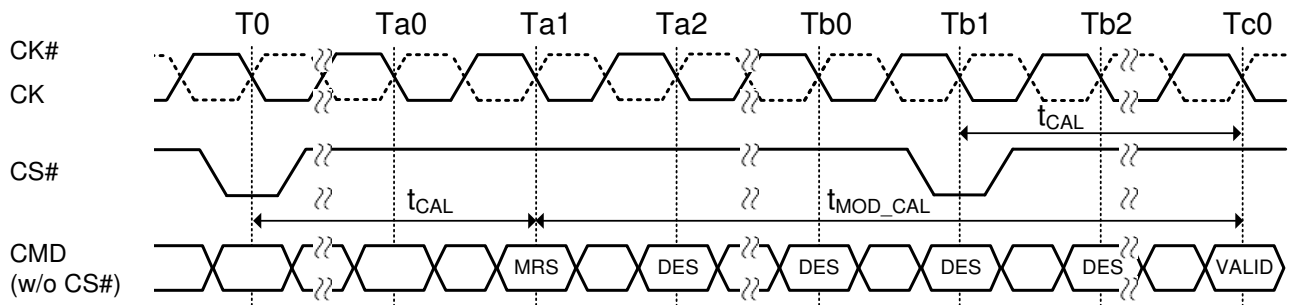 T0 Ta0 Ta1 Ta2 Tb0 Tb1 Tb2 Tc0
CK#
CK
tCAL
CS#
tCAL tMOD_CAL
CMD
(w/o CS#)
MRS DES DES DES DES VALID